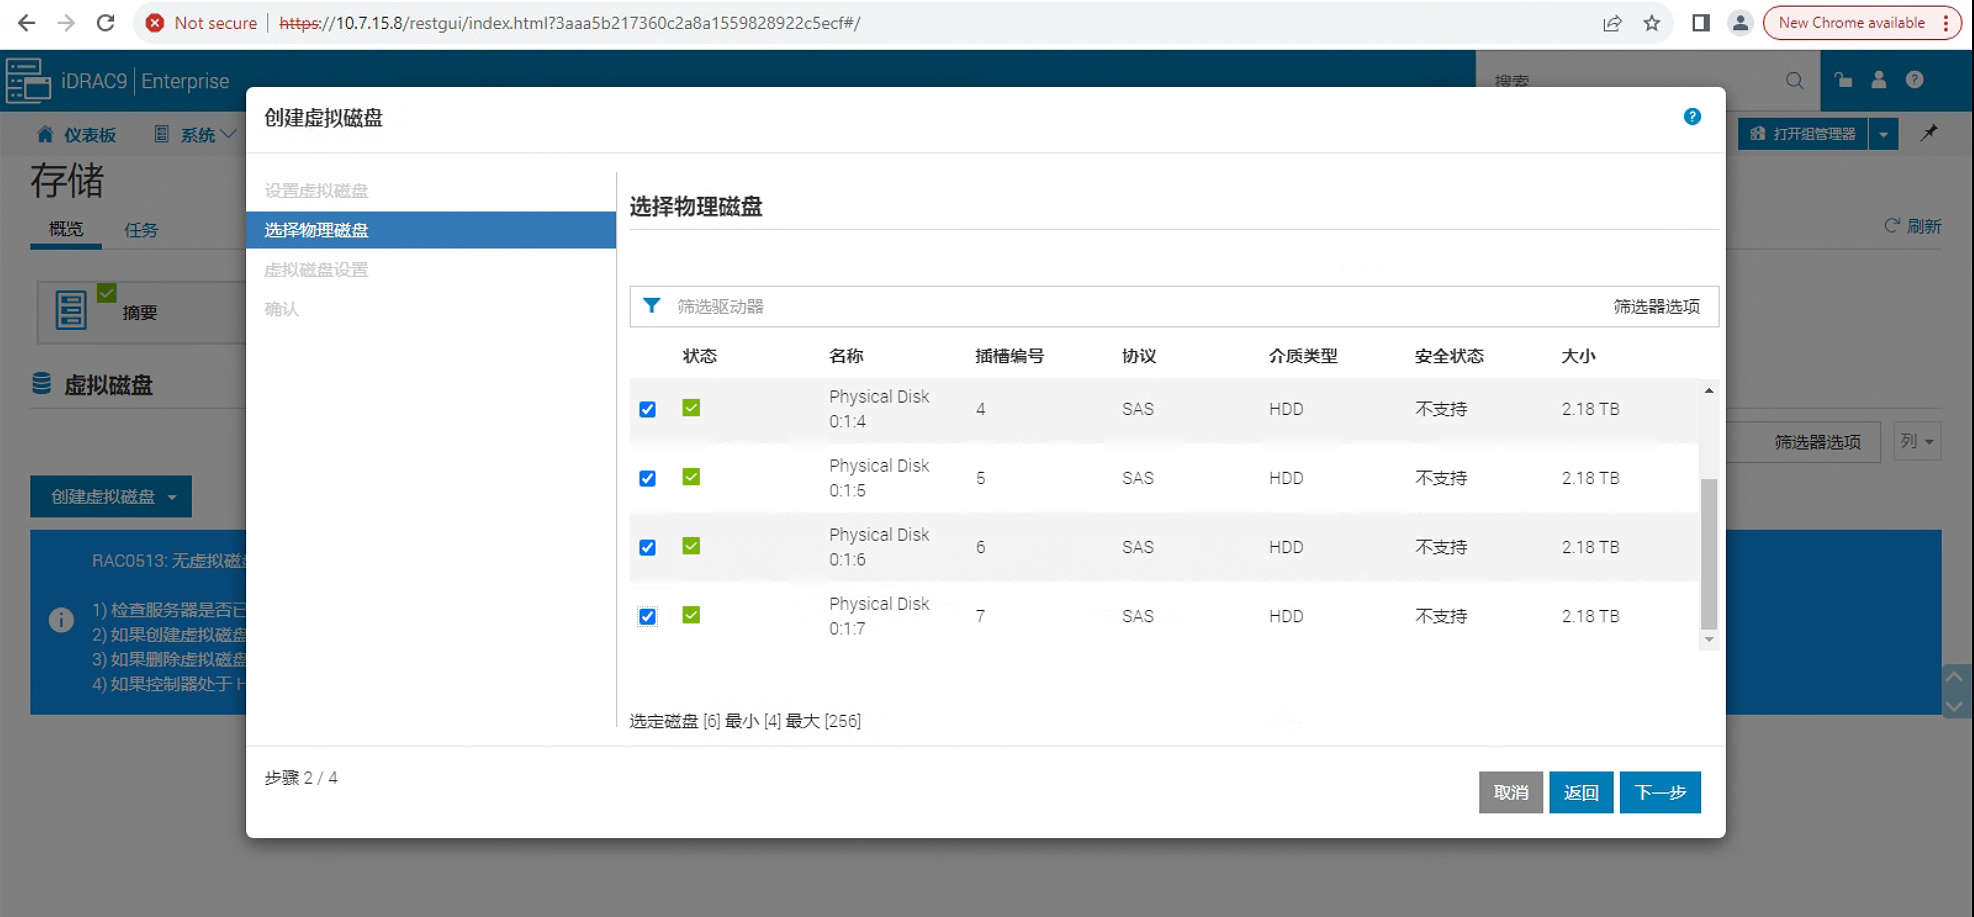 Not secure
https://10.7.15.8/restgui/index.html?3aaa5b217360c2a8a1559828922c5ecf#/
New Chrome available
iDRAC9 | Enterprise
搜索
仪表板
系统
打开组管理器
存储
概览
任务
刷新
摘要
虚拟磁盘
筛选器选项
列
创建虚拟磁盘
RAC0513: 无虚拟磁盘
1) 检查服务器是否已
2) 如果创建虚拟磁盘
3) 如果删除虚拟磁盘
4) 如果控制器处于 H
创建虚拟磁盘
设置虚拟磁盘
选择物理磁盘
虚拟磁盘设置
确认
选择物理磁盘
筛选驱动器
筛选器选项
状态 名称 插槽编号 协议 介质类型 安全状态 大小
Physical Disk
0:1:4
4 SAS HDD 不支持 2.18 TB
Physical Disk
0:1:5
5 SAS HDD 不支持 2.18 TB
Physical Disk
0:1:6
6 SAS HDD 不支持 2.18 TB
Physical Disk
0:1:7
7 SAS HDD 不支持 2.18 TB
选定磁盘 [6] 最小 [4] 最大 [256]
步骤 2 / 4
取消
返回
下一步